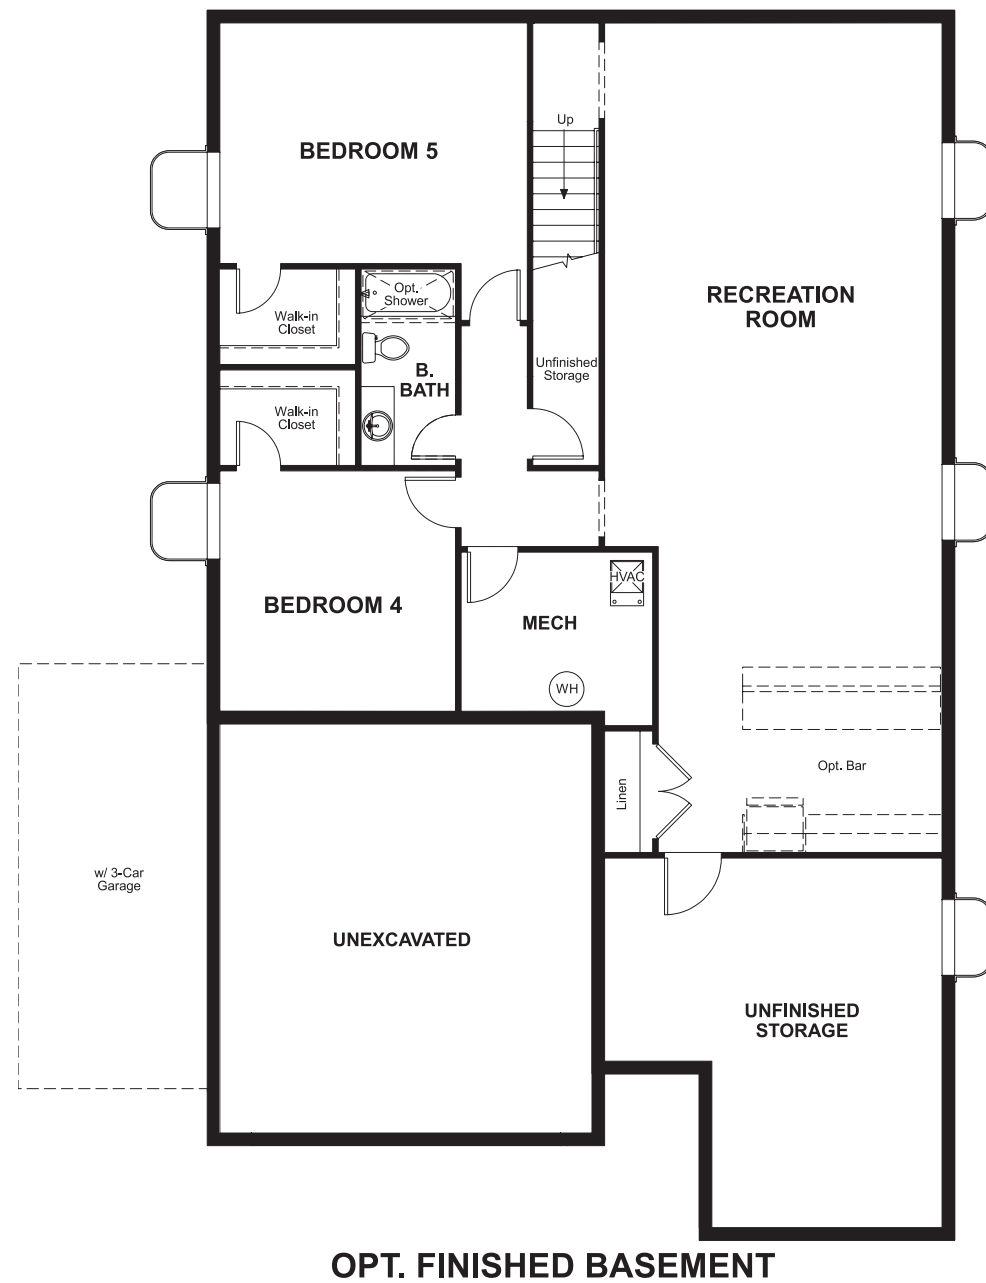 Up
BEDROOM 5
Opt.
Shower
RECREATION
ROOM
Walk-in
Closet
B.
BATH
Unfinished
Storage
Walk-in
Closet
HVAC
BEDROOM 4
MECH
WH
Opt. Bar
Linen
w/ 3-Car
Garage
UNEXCAVATED
UNFINISHED
STORAGE
OPT. FINISHED BASEMENT